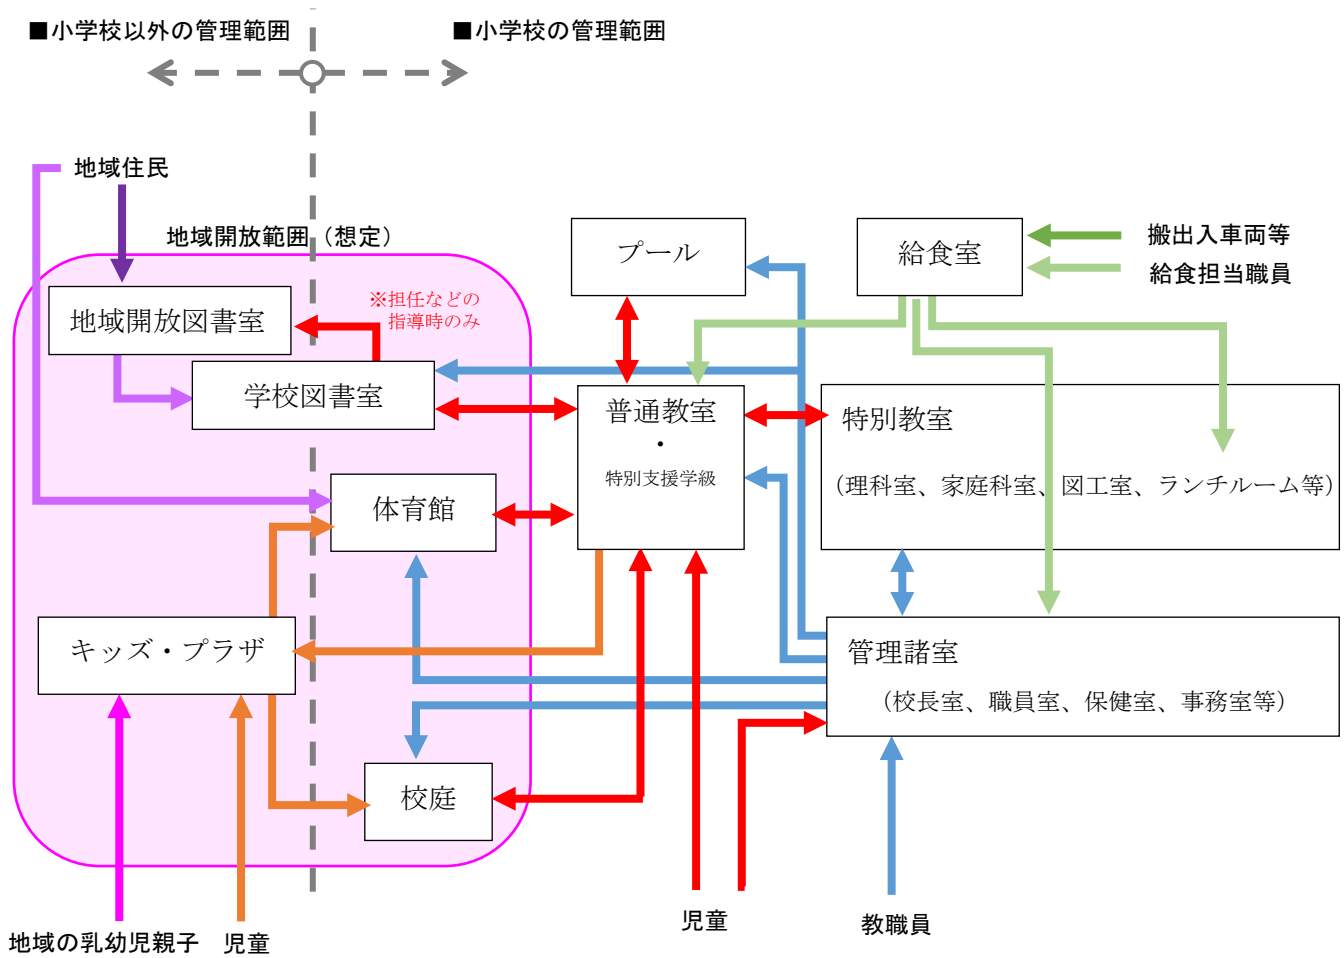 ■小学校以外の管理範囲
■小学校の管理範囲
地域住民
地域開放範囲（想定）
プール
給食室
搬出入車両等
給食担当職員
地域開放図書室
※担任などの
指導時のみ
学校図書室
普通教室
・
特別支援学級
特別教室
（理科室、家庭科室、図工室、ランチルーム等）
体育館
キッズ・プラザ
管理諸室
（校長室、職員室、保健室、事務室等）
校庭
地域の乳幼児親子
児童
児童
教職員